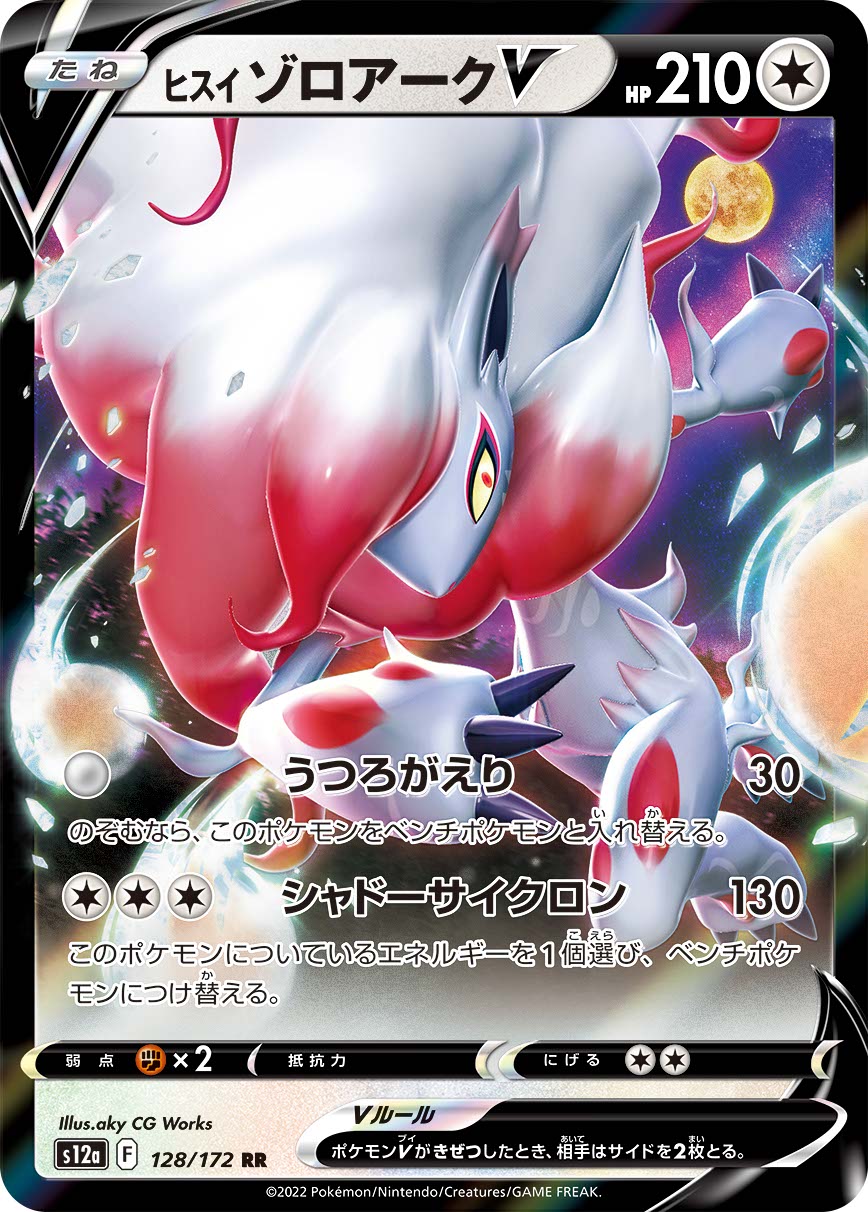 たね
ヒスイ ゾロアークV
HP 210
うつろがえり 30
のぞむなら、このポケモンをベンチポケモンと入れ替える。
シャドーサイクロン 130
このポケモンについているエネルギーを1個選び、ベンチポケ
モンにつけ替える。
弱点 ×2 抵抗力 にげる
Illus.aky CG Works
Vルール
ポケモンVがきぜつしたとき、相手はサイドを2枚とる。
s12a F 128/172 RR
©2022 Pokémon/Nintendo/Creatures/GAME FREAK.